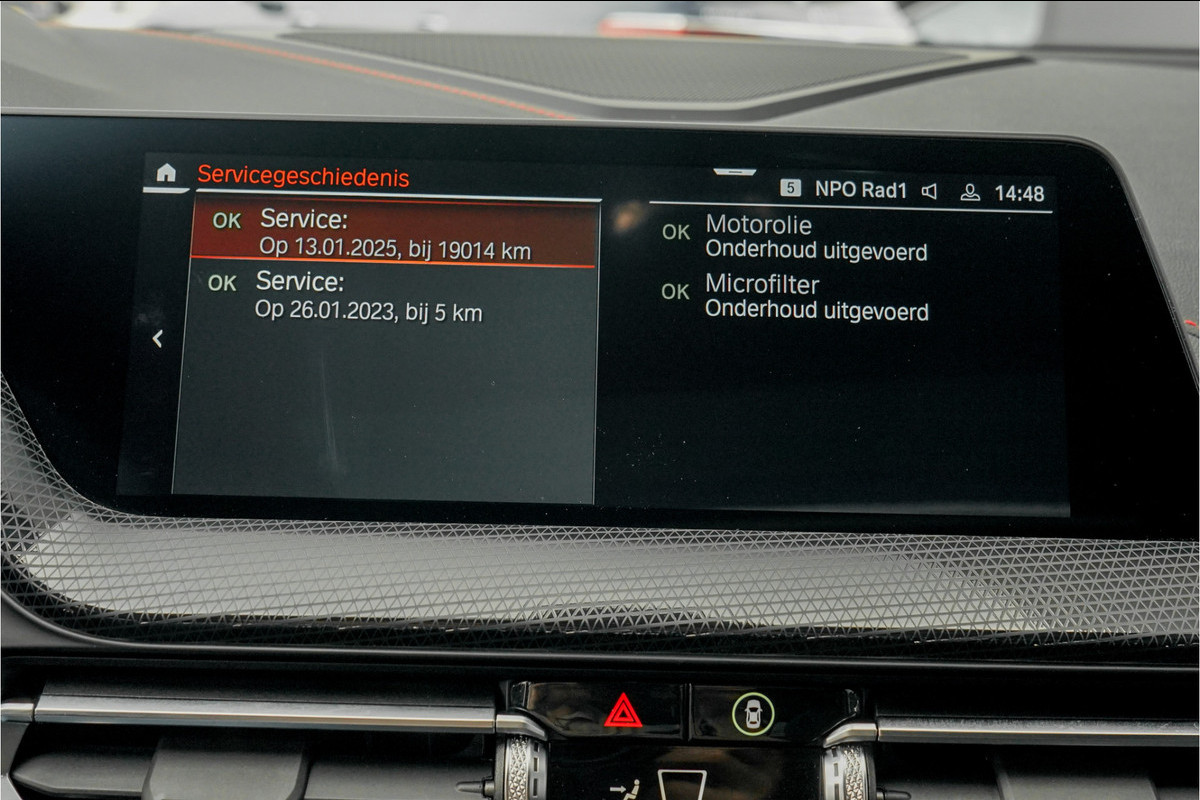 Servicegeschiedenis
5 NPO Rad1 14:48
OK Service:
Op 13.01.2025, bij 19014 km
OK Service:
Op 26.01.2023, bij 5 km
OK Motorolie
Onderhoud uitgevoerd
OK Microfilter
Onderhoud uitgevoerd